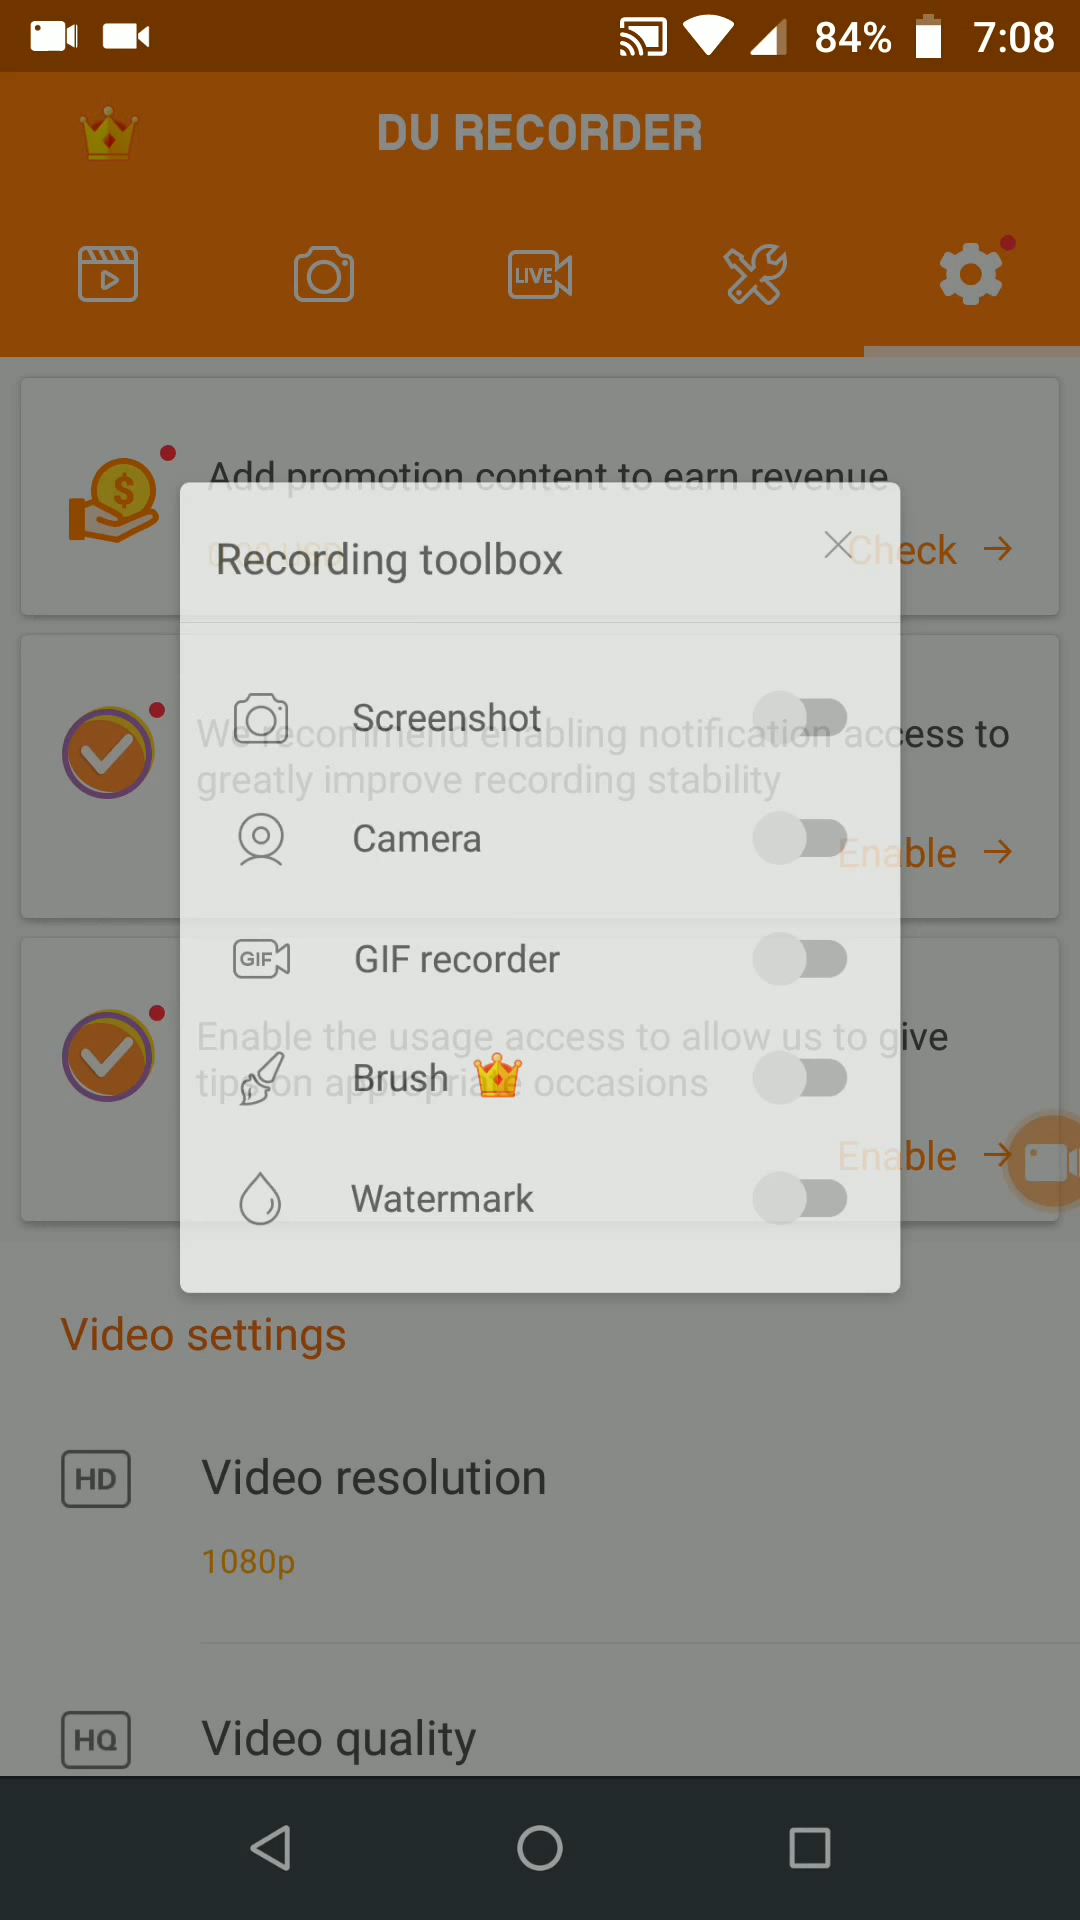 84% 7:08
DU RECORDER
LIVE
Add promotion content to earn revenue
Check
Recording toolbox
Screenshot
We recommend enabling notification access to
greatly improve recording stability
Camera
Enable
GIF
GIF recorder
Enable the usage access to allow us to give
tips on appropriate occasions
Brush
Enable
Watermark
Video settings
HD
Video resolution
1080p
HQ
Video quality